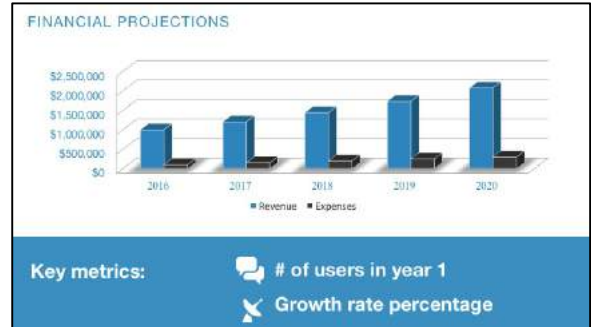 FINANCIAL PROJECTIONS
$2,500,000
$2,000,000
$1,500,000
$1,000,000
$500,000
$0
2016 2017 2018 2019 2020
Revenue Expenses
Key metrics:
# of users in year 1
Growth rate percentage